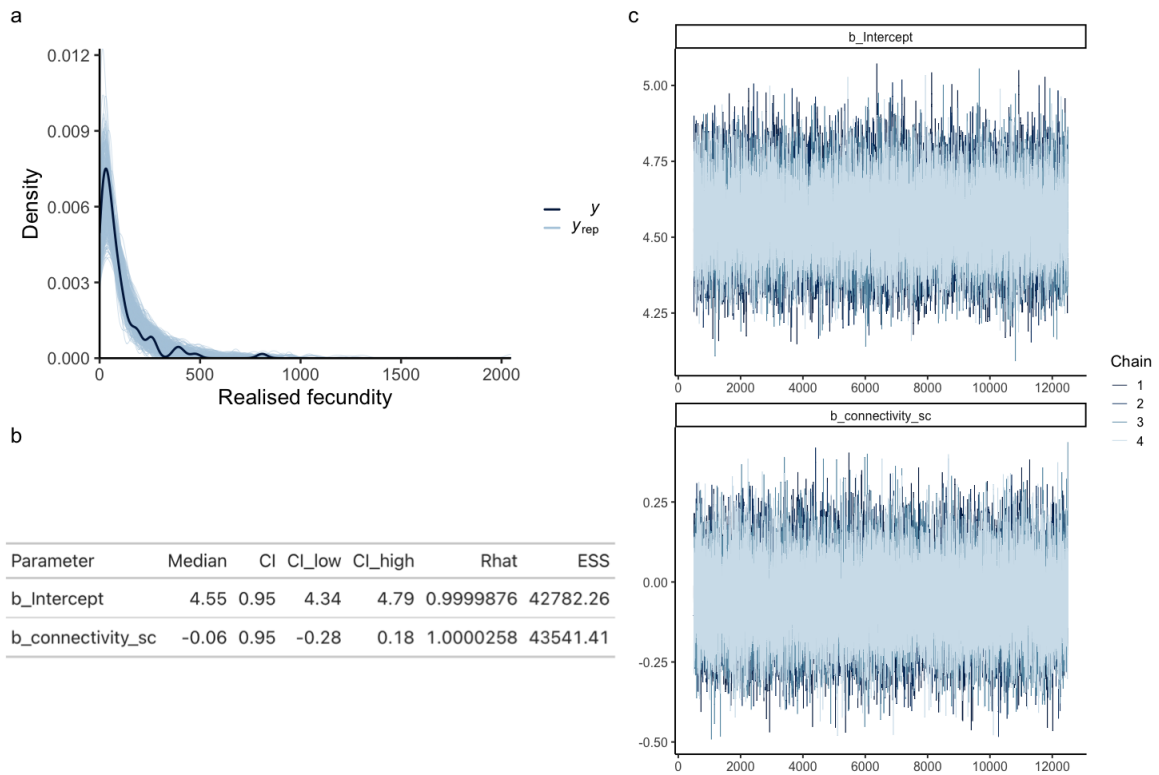 a
0.012
0.009
0.006
0.003
0.000
Density
0 500 1000 1500 2000
Realised fecundity
y
yrep
b
Parameter Median CI CI_low CI_high Rhat ESS
b_Intercept 4.55 0.95 4.34 4.79 0.9999876 42782.26
b_connectivity_sc -0.06 0.95 -0.28 0.18 1.0000258 43541.41
c
b_Intercept
5.00
4.75
4.50
4.25
0 2000 4000 6000 8000 10000 12000
b_connectivity_sc
0.25
0.00
-0.25
-0.50
0 2000 4000 6000 8000 10000 12000
Chain
1
2
3
4